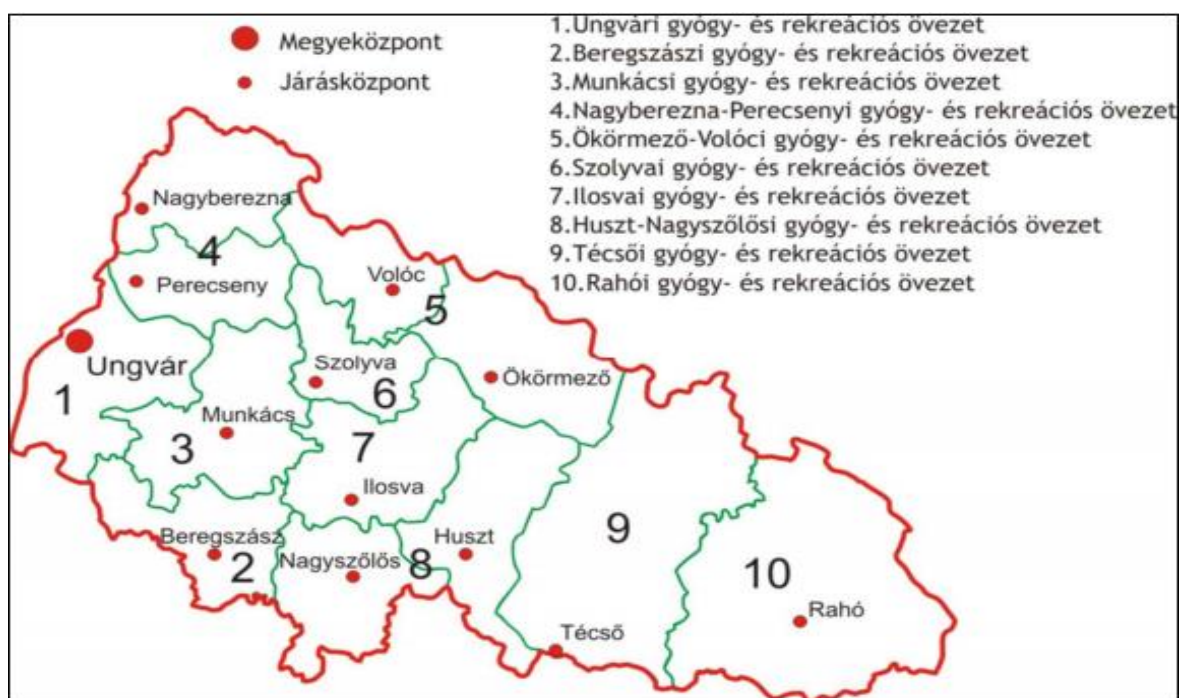 Megyeközpont
Járásközpont
1.Ungvári gyógy- és rekreációs övezet
2.Beregszászi gyógy- és rekreációs övezet
3.Munkácsi gyógy- és rekreációs övezet
4.Nagyberezna-Perecsenyi gyógy- és rekreációs övezet
5.Ökörmező-Volóci gyógy- és rekreációs övezet
6.Szolyvai gyógy- és rekreációs övezet
7.Ilosvai gyógy- és rekreációs övezet
8.Huszt-Nagyszőlősi gyógy- és rekreációs övezet
9.Técsői gyógy- és rekreációs övezet
10.Rahói gyógy- és rekreációs övezet
Nagyberezna
4
Perecseny
Volóc
5
Ungvár
1
Szolyva
6
Ökörmező
Munkács
3
7
Ilosva
Beregszász
2
Nagyszőlős
8
Huszt
9
Técső
10
Rahó